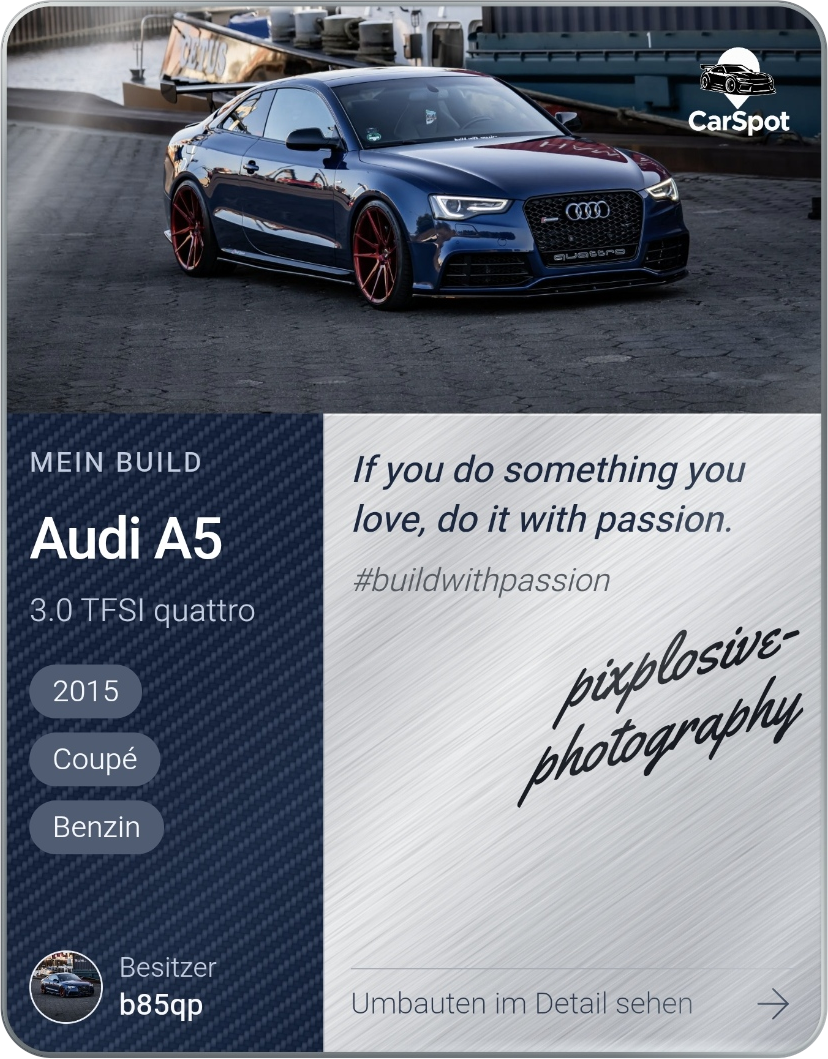 CarSpot
quattro
MEIN BUILD
Audi A5
3.0 TFSI quattro
2015
Coupé
Benzin
Besitzer
b85qp
If you do something you
love, do it with passion.
#buildwithpassion
pixplosive-
photography
Umbauten im Detail sehen